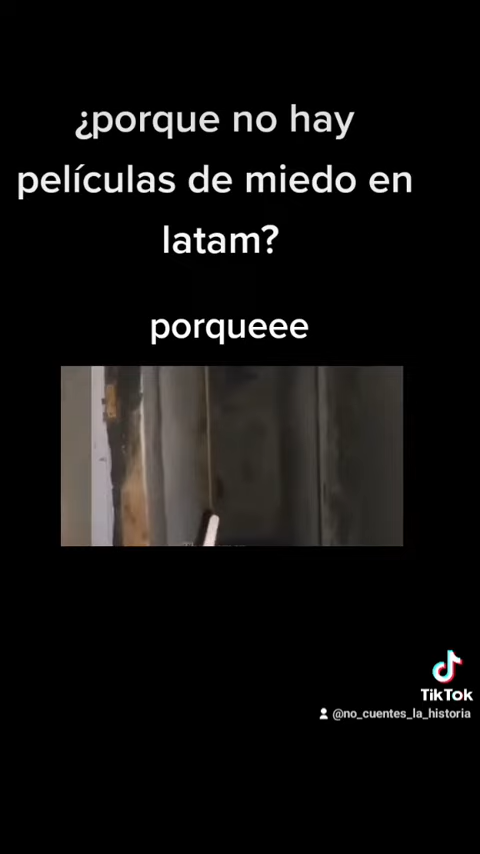 ¿porque no hay
películas de miedo en
latam?
porqueee
TikTok
@no_cuentes_la_historia